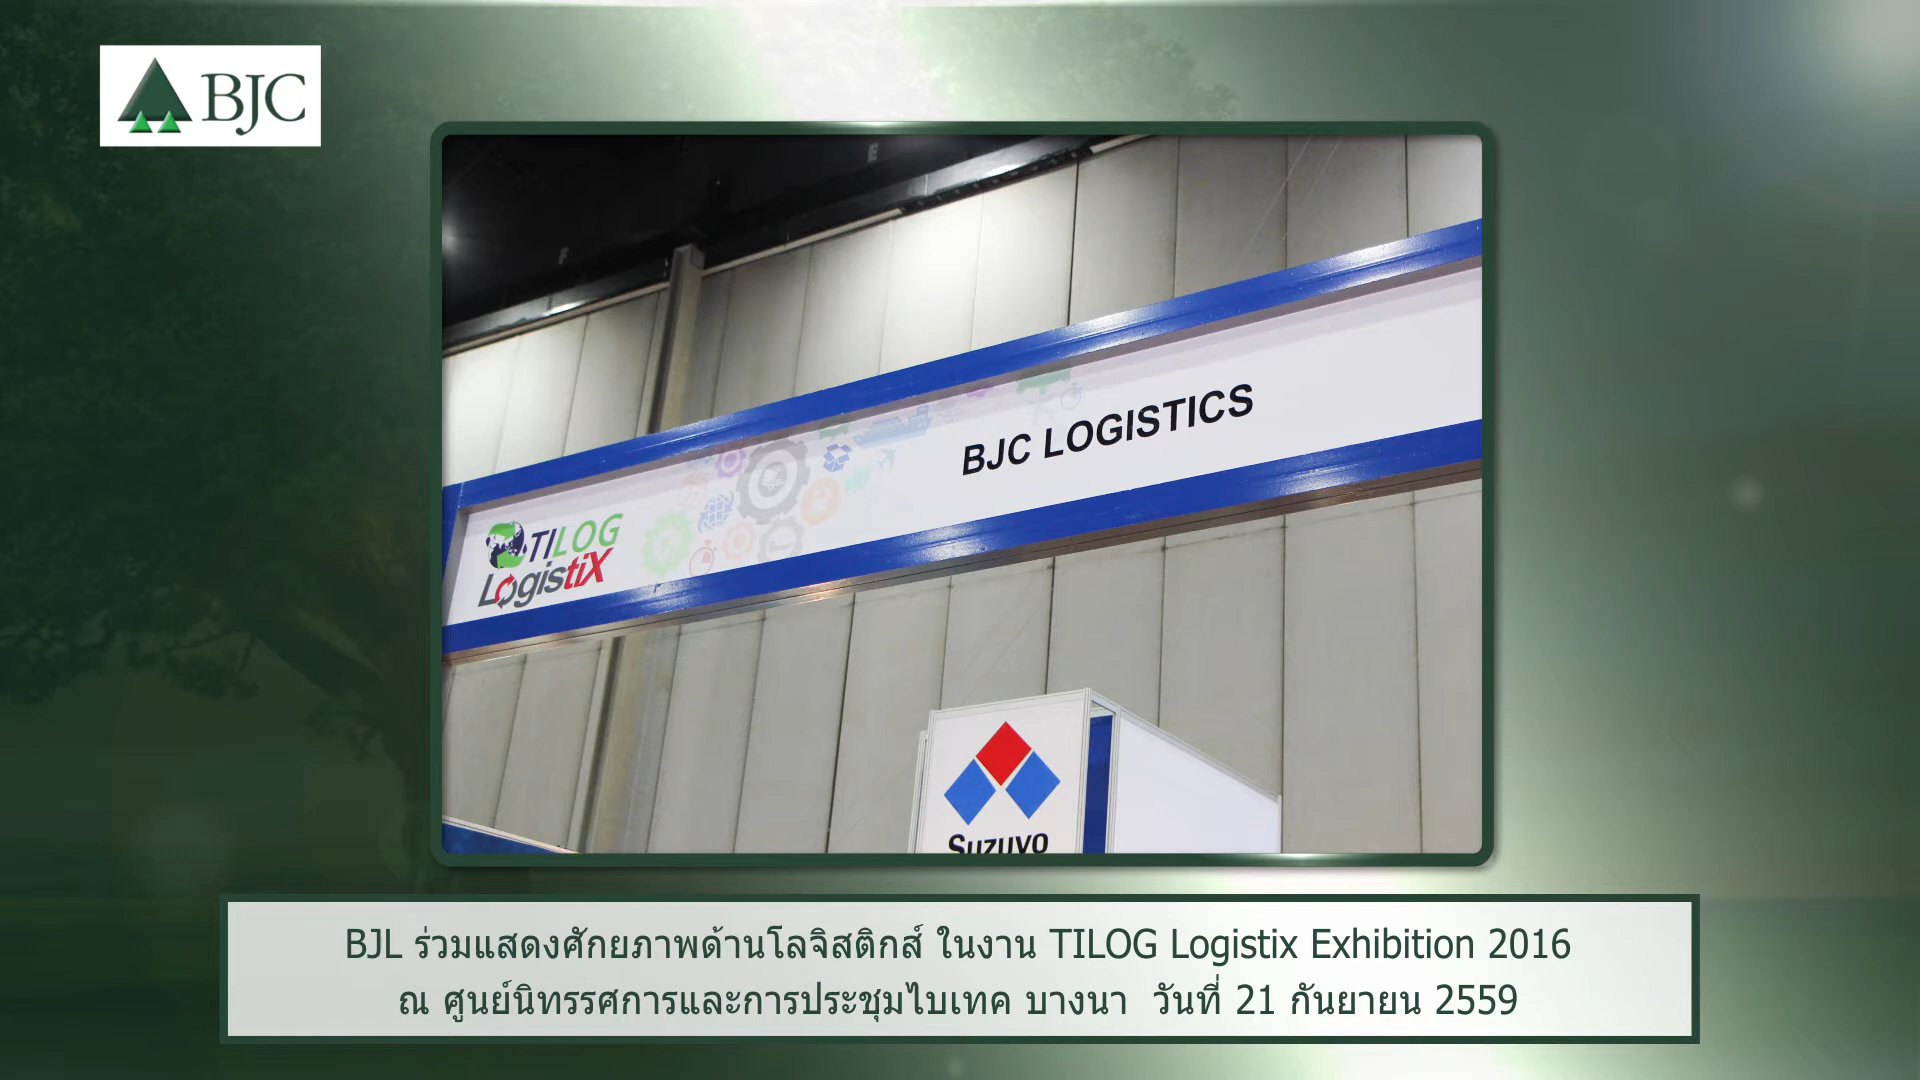 BJC
BJC LOGISTICS
TILOG
LogistiX
Suzuyo
BJL ร่วมแสดงศักยภาพด้านโลจิสติกส์ ในงาน TILOG Logistix Exhibition 2016
ณ ศูนย์นิทรรศการและการประชุมไบเทค บางนา วันที่ 21 กันยายน 2559